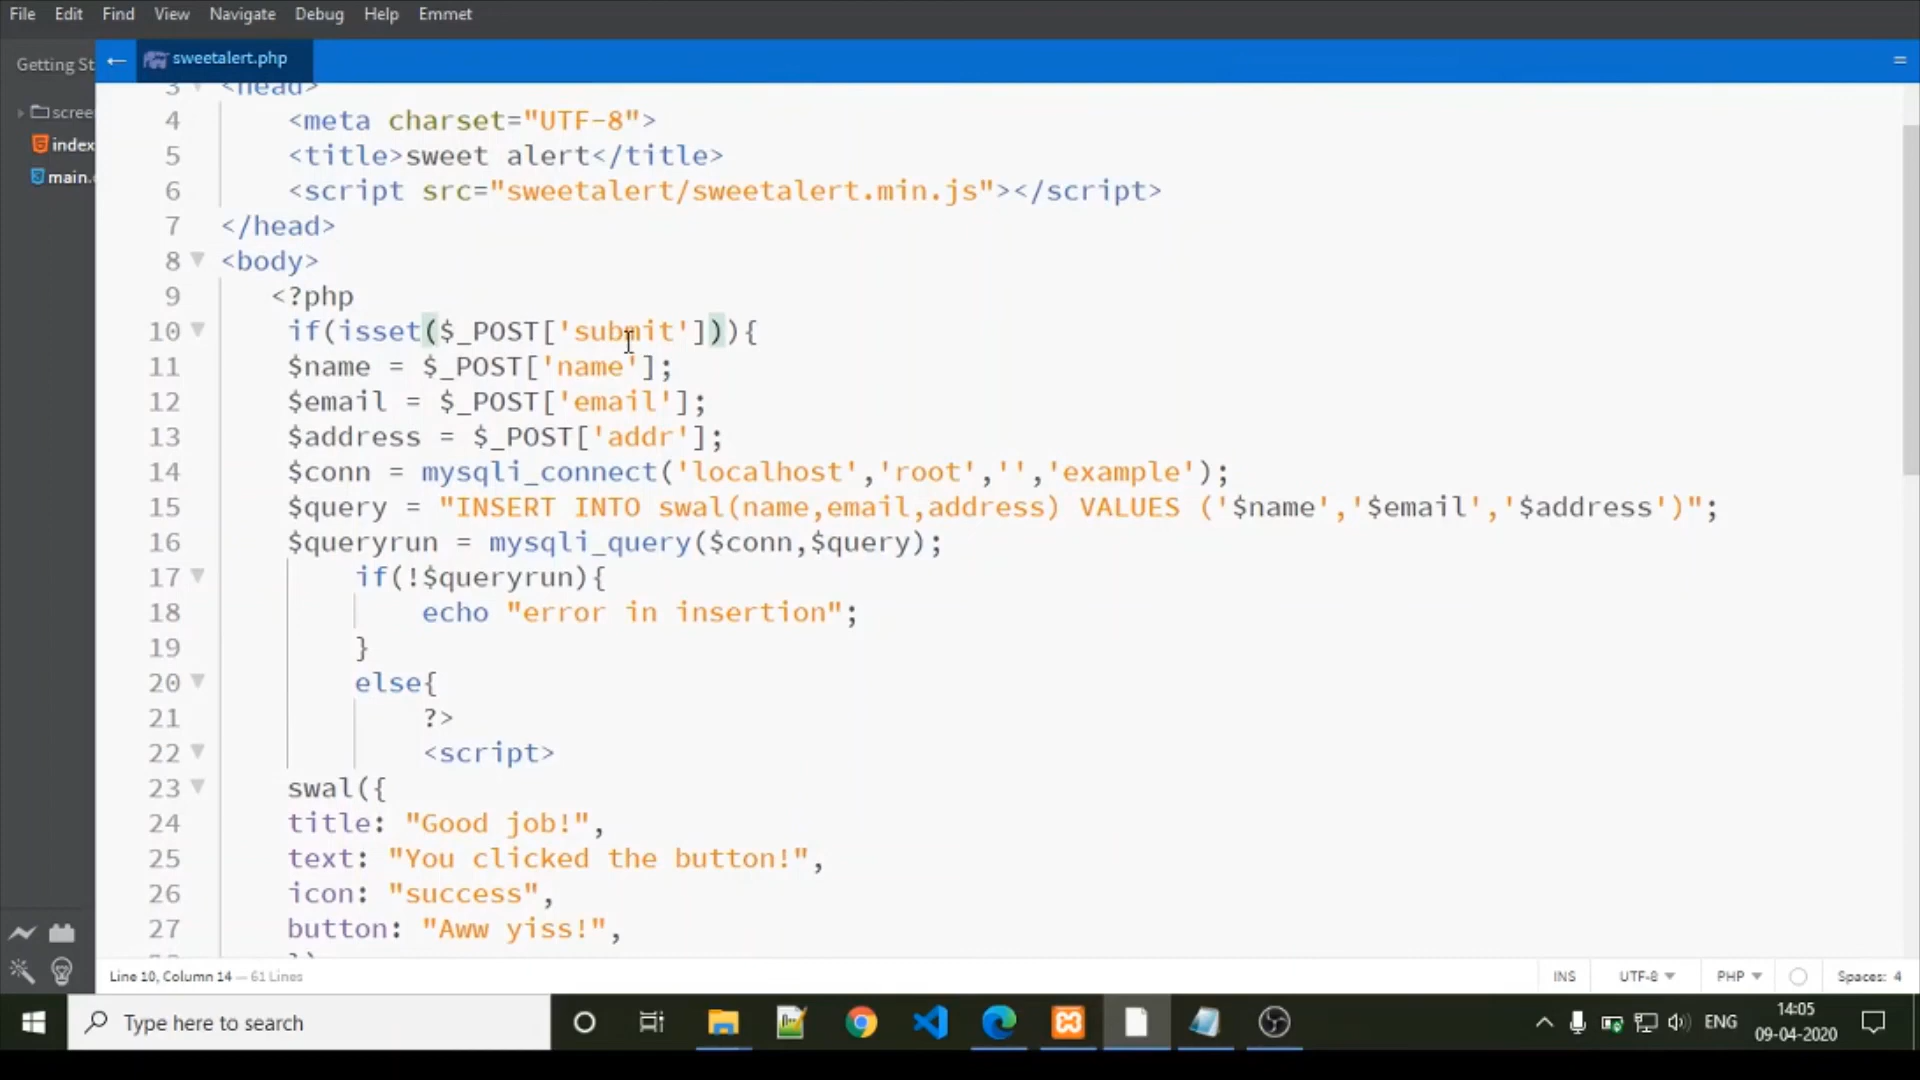 File Edit Find View Navigate Debug Help Emmet
Getting St
← sweetalert.php
scree
index
main.
3 <head>
4 <meta charset="UTF-8">
5 <title>sweet alert</title>
6 <script src="sweetalert/sweetalert.min.js"></script>
7 </head>
8 <body>
9 <?php
10 if(isset($_POST['submit'])){
11 $name = $_POST['name'];
12 $email = $_POST['email'];
13 $address = $_POST['addr'];
14 $conn = mysqli_connect('localhost','root','','example');
15 $query = "INSERT INTO swal(name,email,address) VALUES ('$name','$email','$address')";
16 $queryrun = mysqli_query($conn,$query);
17 if(!$queryrun){
18 echo "error in insertion";
19 }
20 else{
21 ?>
22 <script>
23 swal({
24 title: "Good job!",
25 text: "You clicked the button!",
26 icon: "success",
27 button: "Aww yiss!",
Line 10, Column 14 — 61 Lines
INS UTF-8 PHP Spaces: 4
Type here to search
ENG
14:05
09-04-2020